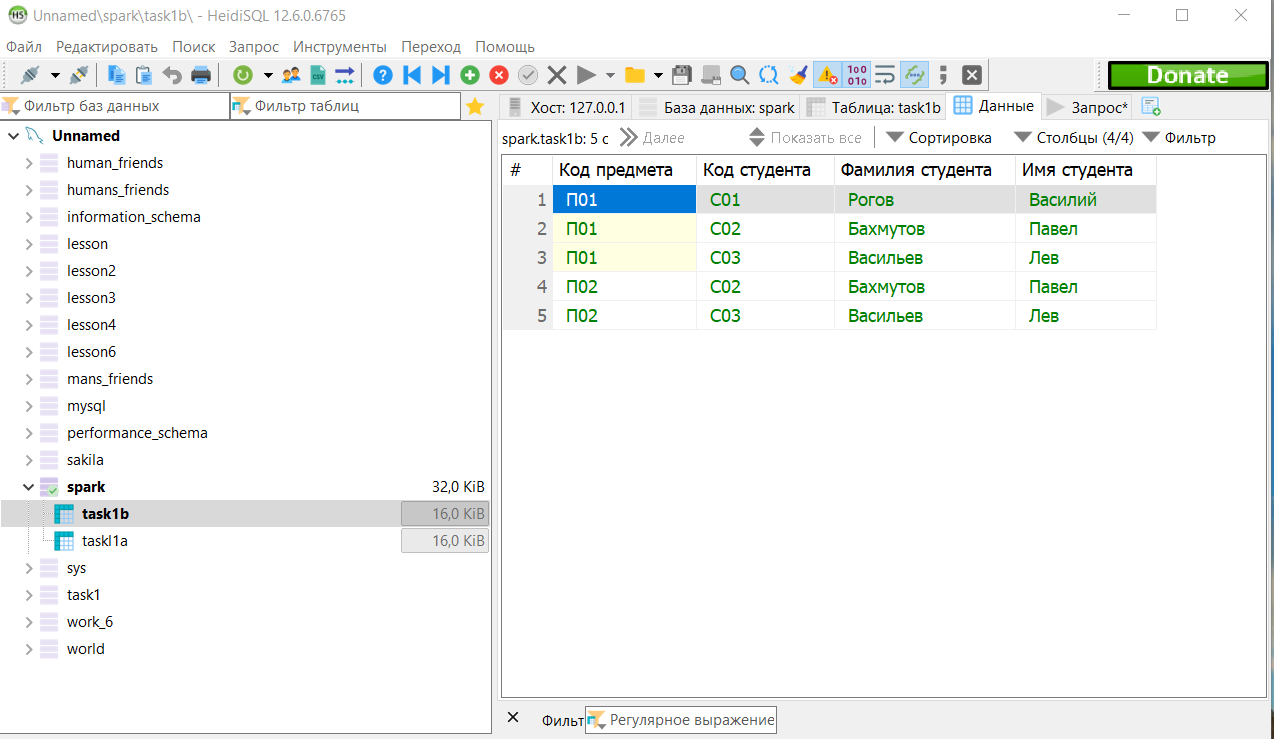 Unnamed\spark\task1b\ - HeidiSQL 12.6.0.6765
Файл Редактировать Поиск Запрос Инструменты Переход Помощь
Donate
Фильтр баз данных Фильтр таблиц
Хост: 127.0.0.1 База данных: spark Таблица: task1b Данные Запрос*
Unnamed
human_friends
humans_friends
information_schema
lesson
lesson2
lesson3
lesson4
lesson6
mans_friends
mysql
performance_schema
sakila
spark 32,0 KiB
task1b 16,0 KiB
taskl1a 16,0 KiB
sys
task1
work_6
world
spark.task1b: 5 с Далее Показать все Сортировка Столбцы (4/4) Фильтр
# Код предмета Код студента Фамилия студента Имя студента
1 П01 С01 Рогов Василий
2 П01 С02 Бахмутов Павел
3 П01 С03 Васильев Лев
4 П02 С02 Бахмутов Павел
5 П02 С03 Васильев Лев
Фильт Регулярное выражение